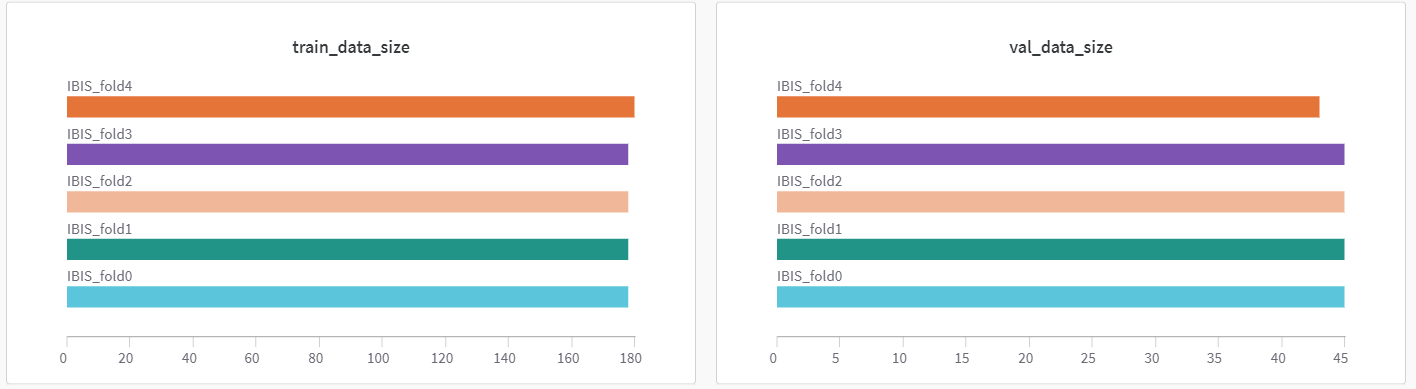 train_data_size
IBIS_fold4
IBIS_fold3
IBIS_fold2
IBIS_fold1
IBIS_fold0
0 20 40 60 80 100 120 140 160 180
val_data_size
IBIS_fold4
IBIS_fold3
IBIS_fold2
IBIS_fold1
IBIS_fold0
0 5 10 15 20 25 30 35 40 45